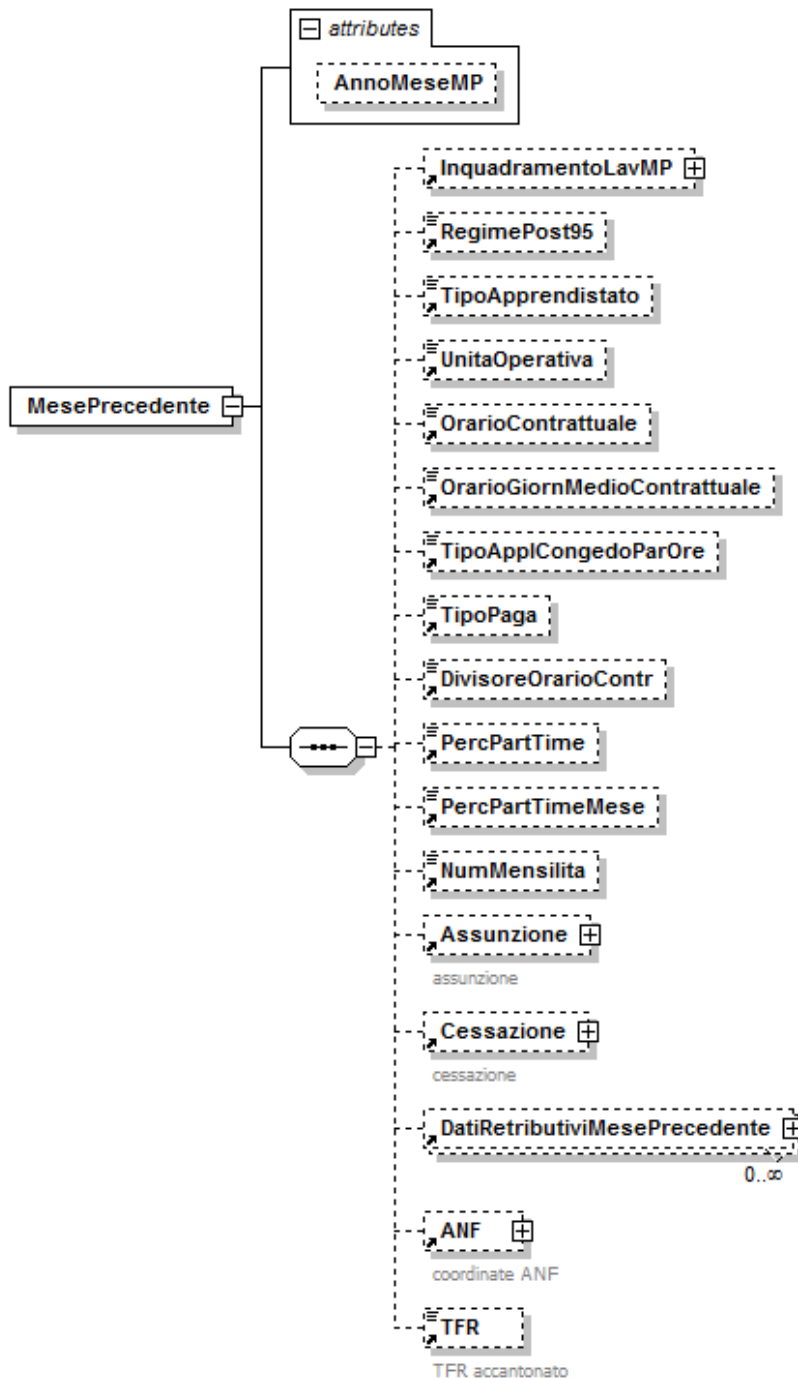 attributes
AnnoMeseMP
InquadramentoLavMP
RegimePost95
TipoApprendistato
UnitaOperativa
MesePrecedente
OrarioContrattuale
OrarioGiornMedioContrattuale
TipoApplCongedoParOre
TipoPaga
DivisoreOrarioContr
PercPartTime
PercPartTimeMese
NumMensilita
Assunzione
assunzione
Cessazione
cessazione
DatiRetributiviMesePrecedente
0..∞
ANF
coordinate ANF
TFR
TFR accantonato